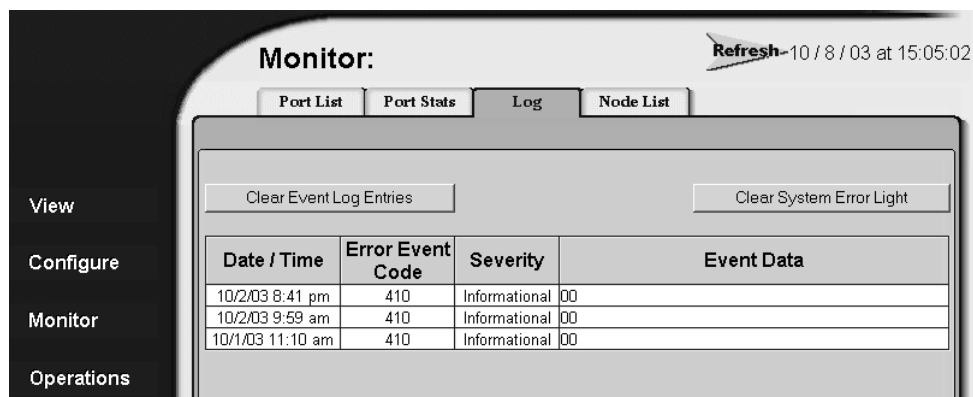 Monitor:
Refresh-10 / 8 / 03 at 15:05:02
Port List Port Stats Log Node List
View
Configure
Monitor
Operations
Clear Event Log Entries
Clear System Error Light
Date / Time Error Event Code Severity Event Data
10/2/03 8:41 pm 410 Informational 00
10/2/03 9:59 am 410 Informational 00
10/1/03 11:10 am 410 Informational 00